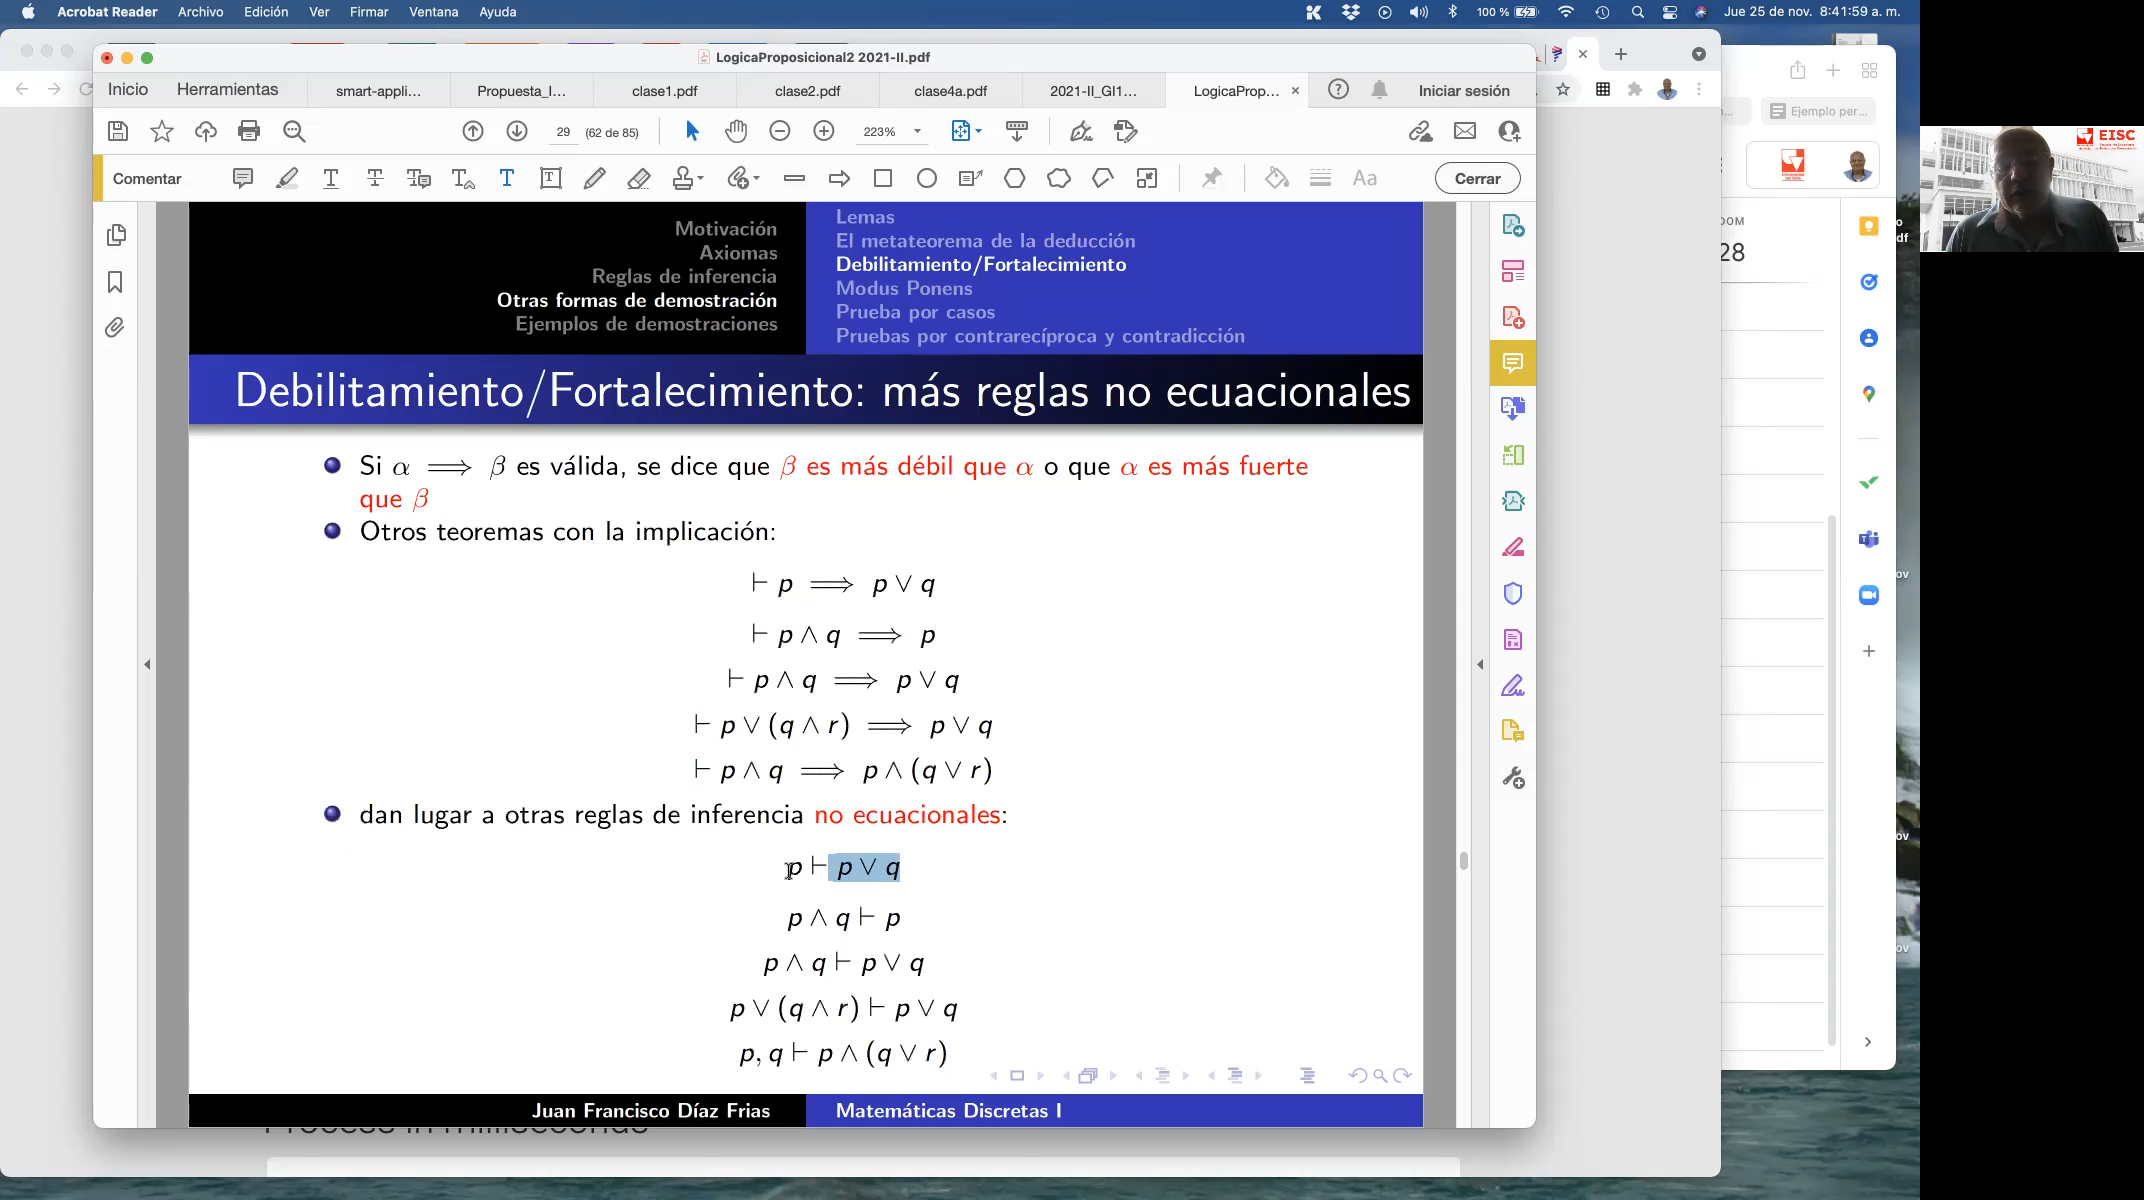 Acrobat Reader Archivo Edición Ver Firmar Ventana Ayuda 100 % Jue 25 de nov. 8:41:59 a. m.
LogicaProposicional2 2021-II.pdf
Inicio Herramientas smart-appli... Propuesta_I... clase1.pdf clase2.pdf clase4a.pdf 2021-II_GI1... LogicaProp... Iniciar sesión
29 (62 de 85) 223%
Comentar Aa Cerrar
Ejemplo per...
EISC
28
Motivación
Axiomas
Reglas de inferencia
Otras formas de demostración
Ejemplos de demostraciones
Lemas
El metateorema de la deducción
Debilitamiento/Fortalecimiento
Modus Ponens
Prueba por casos
Pruebas por contrarecíproca y contradicción
Debilitamiento/Fortalecimiento: más reglas no ecuacionales
Si α ⟹ β es válida, se dice que β es más débil que α o que α es más fuerte
que β
Otros teoremas con la implicación:
⊢ p ⟹ p ∨ q
⊢ p ∧ q ⟹ p
⊢ p ∧ q ⟹ p ∨ q
⊢ p ∨ (q ∧ r) ⟹ p ∨ q
⊢ p ∧ q ⟹ p ∧ (q ∨ r)
dan lugar a otras reglas de inferencia no ecuacionales:
p ⊢ p ∨ q
p ∧ q ⊢ p
p ∧ q ⊢ p ∨ q
p ∨ (q ∧ r) ⊢ p ∨ q
p, q ⊢ p ∧ (q ∨ r)
Juan Francisco Díaz Frias Matemáticas Discretas I